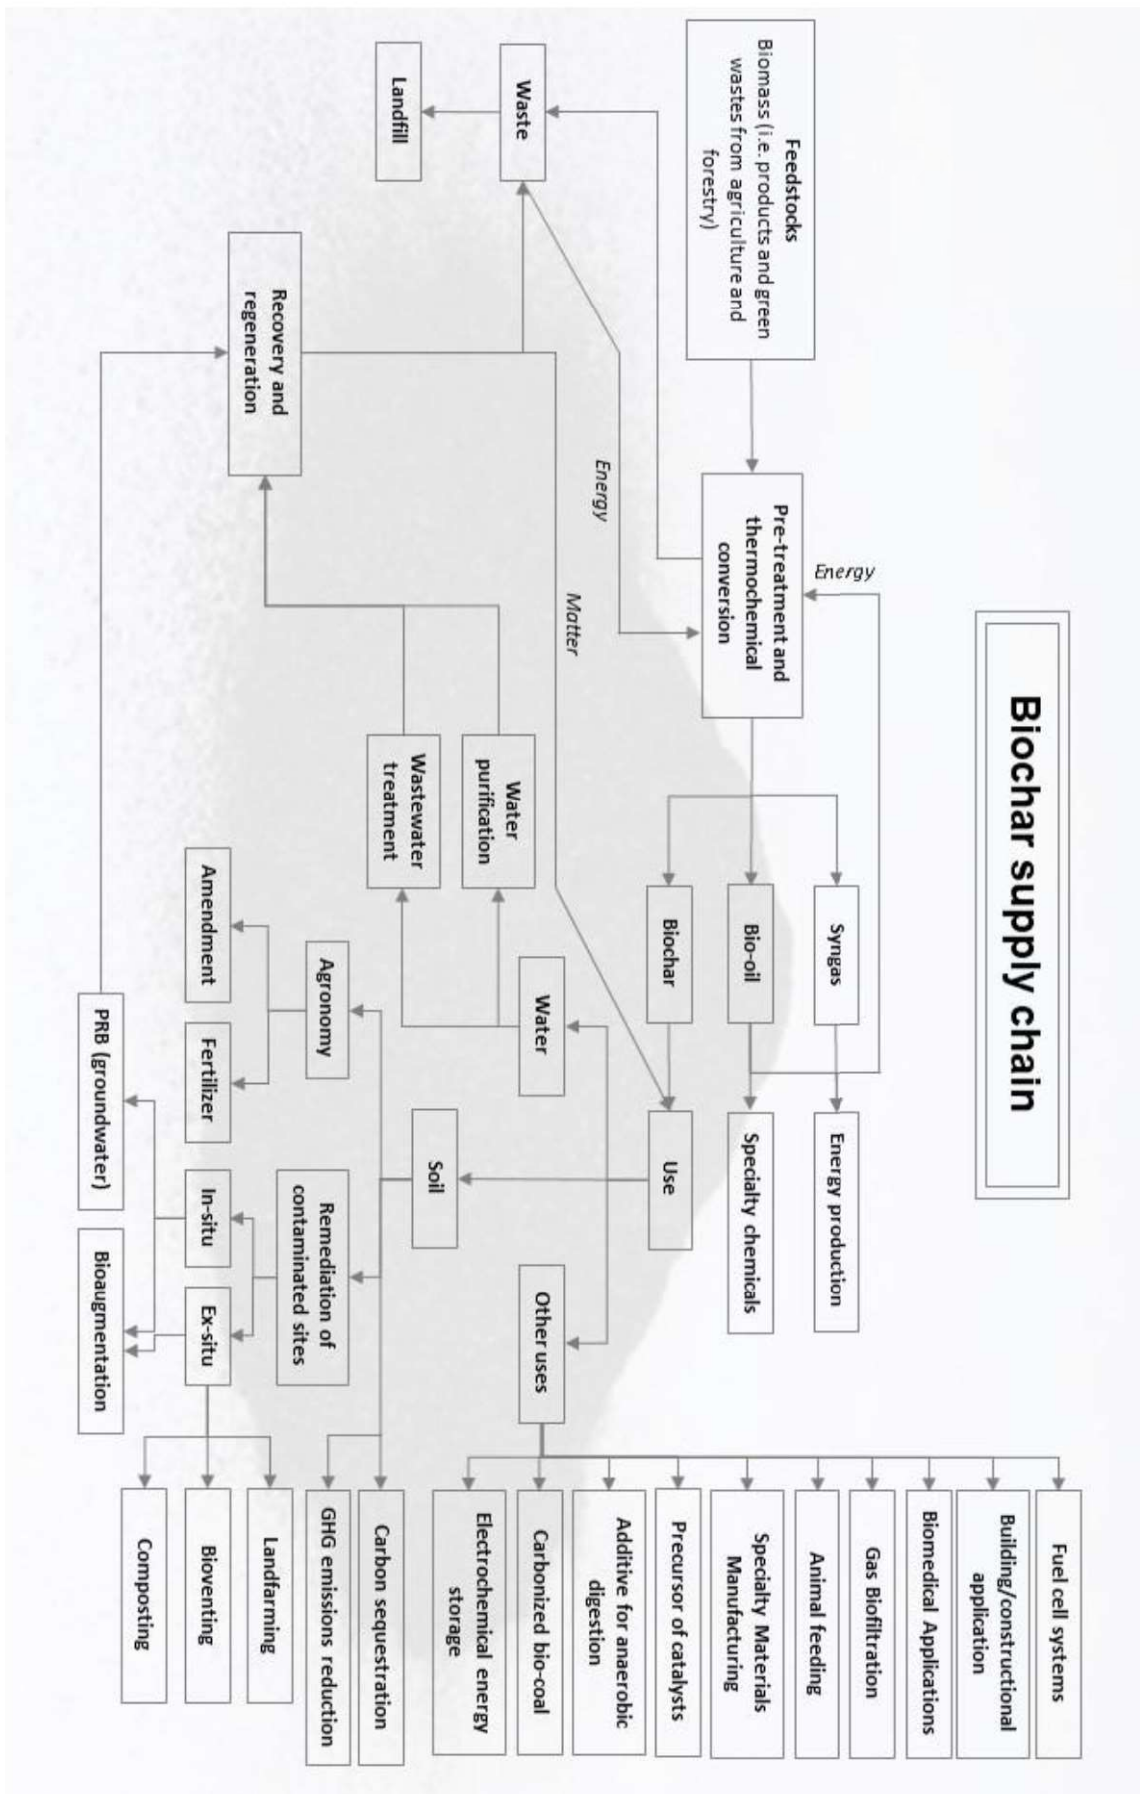 Biochar supply chain
Feedstocks
Biomass (i.e. products and green
wastes from agriculture and
forestry)
Energy
Pre-treatment and
thermochemical
conversion
Syngas
Bio-oil
Biochar
Energy production
Specialty chemicals
Use
Waste
Landfill
Energy
Matter
Recovery and
regeneration
Water
Water
purification
Wastewater
treatment
Soil
Other uses
Agronomy
Amendment
Fertilizer
Remediation of
contaminated sites
In-situ
Ex-situ
PRB (groundwater)
Bioaugmentation
Fuel cell systems
Building/constructional
application
Biomedical Applications
Gas Biofiltration
Animal feeding
Specialty Materials
Manufacturing
Precursor of catalysts
Additive for anaerobic
digestion
Carbonized bio-coal
Electrochemical energy
storage
Carbon sequestration
GHG emissions reduction
Landfarming
Bioventing
Composting